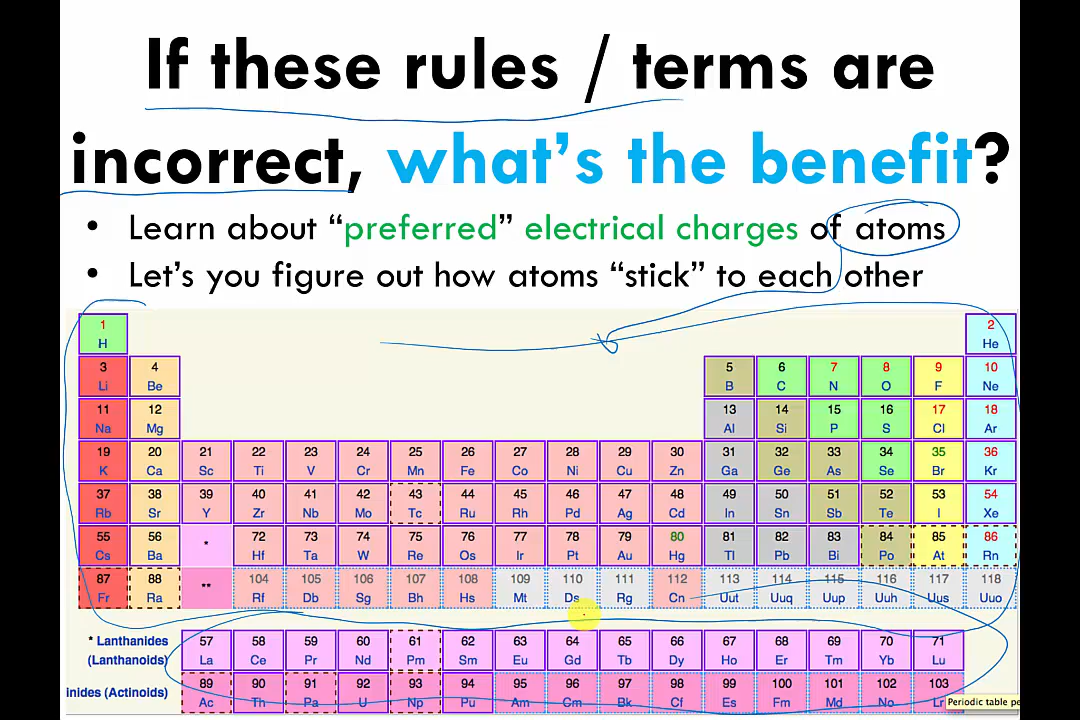 If these rules / terms are
incorrect, what's the benefit?
• Learn about “preferred” electrical charges of atoms
• Let's you figure out how atoms “stick” to each other
1 2
H He
3 4 5 6 7 8 9 10
Li Be B C N O F Ne
11 12 13 14 15 16 17 18
Na Mg Al Si P S Cl Ar
19 20 21 22 23 24 25 26 27 28 29 30 31 32 33 34 35 36
K Ca Sc Ti V Cr Mn Fe Co Ni Cu Zn Ga Ge As Se Br Kr
37 38 39 40 41 42 43 44 45 46 47 48 49 50 51 52 53 54
Rb Sr Y Zr Nb Mo Tc Ru Rh Pd Ag Cd In Sn Sb Te I Xe
55 56 * 72 73 74 75 76 77 78 79 80 81 82 83 84 85 86
Cs Ba Hf Ta W Re Os Ir Pt Au Hg Tl Pb Bi Po At Rn
87 88 ** 104 105 106 107 108 109 110 111 112 113 114 115 116 117 118
Fr Ra Rf Db Sg Bh Hs Mt Ds Rg Cn Uut Uuq Uup Uuh Uus Uuo
* Lanthanides 57 58 59 60 61 62 63 64 65 66 67 68 69 70 71
(Lanthanoids) La Ce Pr Nd Pm Sm Eu Gd Tb Dy Ho Er Tm Yb Lu
inides (Actinoids) 89 90 91 92 93 94 95 96 97 98 99 100 101 102 103
Ac Th Pa U Np Pu Am Cm Bk Cf Es Fm Md No Lr
Periodic table pe